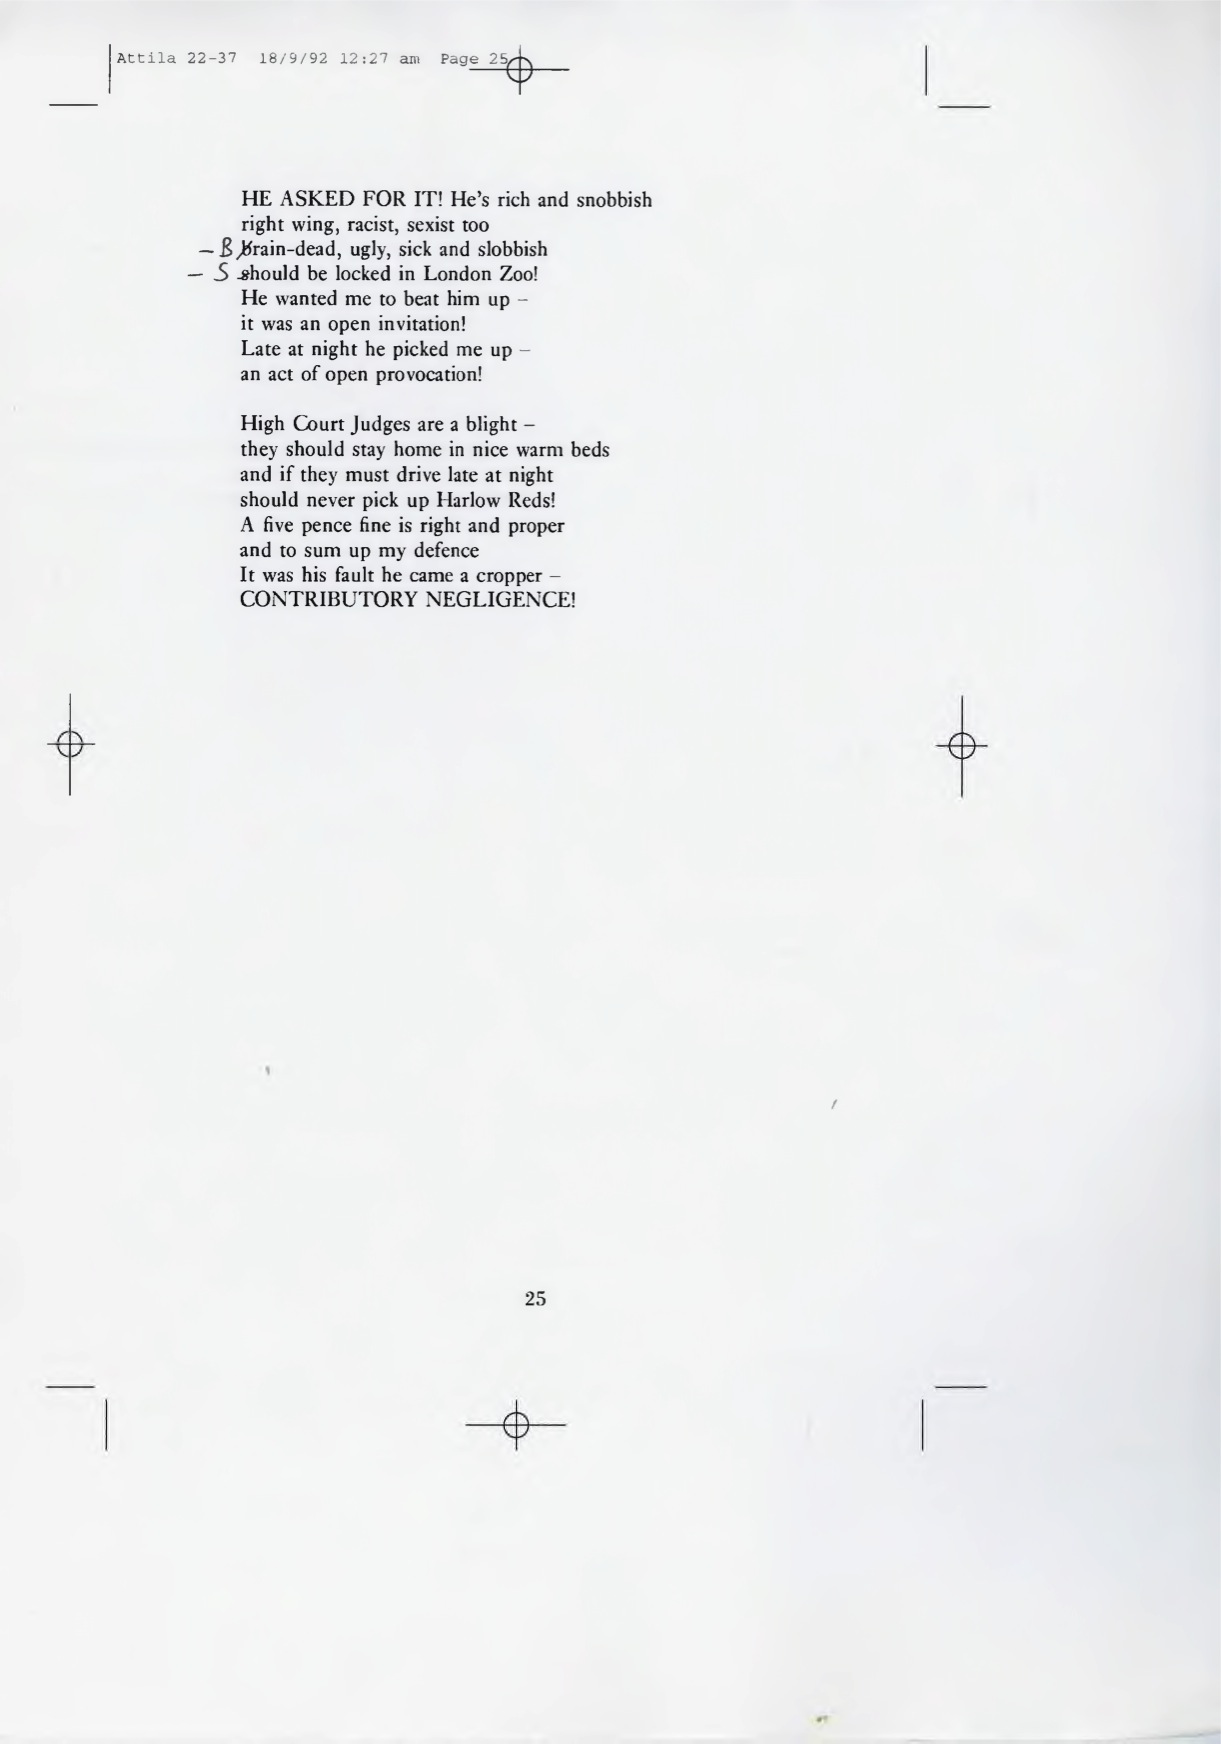 Attila 22-37 18/9/92 12:27 am Page 25
HE ASKED FOR IT! He's rich and snobbish
right wing, racist, sexist too
– B brain-dead, ugly, sick and slobbish
– S should be locked in London Zoo!
He wanted me to beat him up –
it was an open invitation!
Late at night he picked me up –
an act of open provocation!

High Court Judges are a blight –
they should stay home in nice warm beds
and if they must drive late at night
should never pick up Harlow Reds!
A five pence fine is right and proper
and to sum up my defence
It was his fault he came a cropper –
CONTRIBUTORY NEGLIGENCE!
25